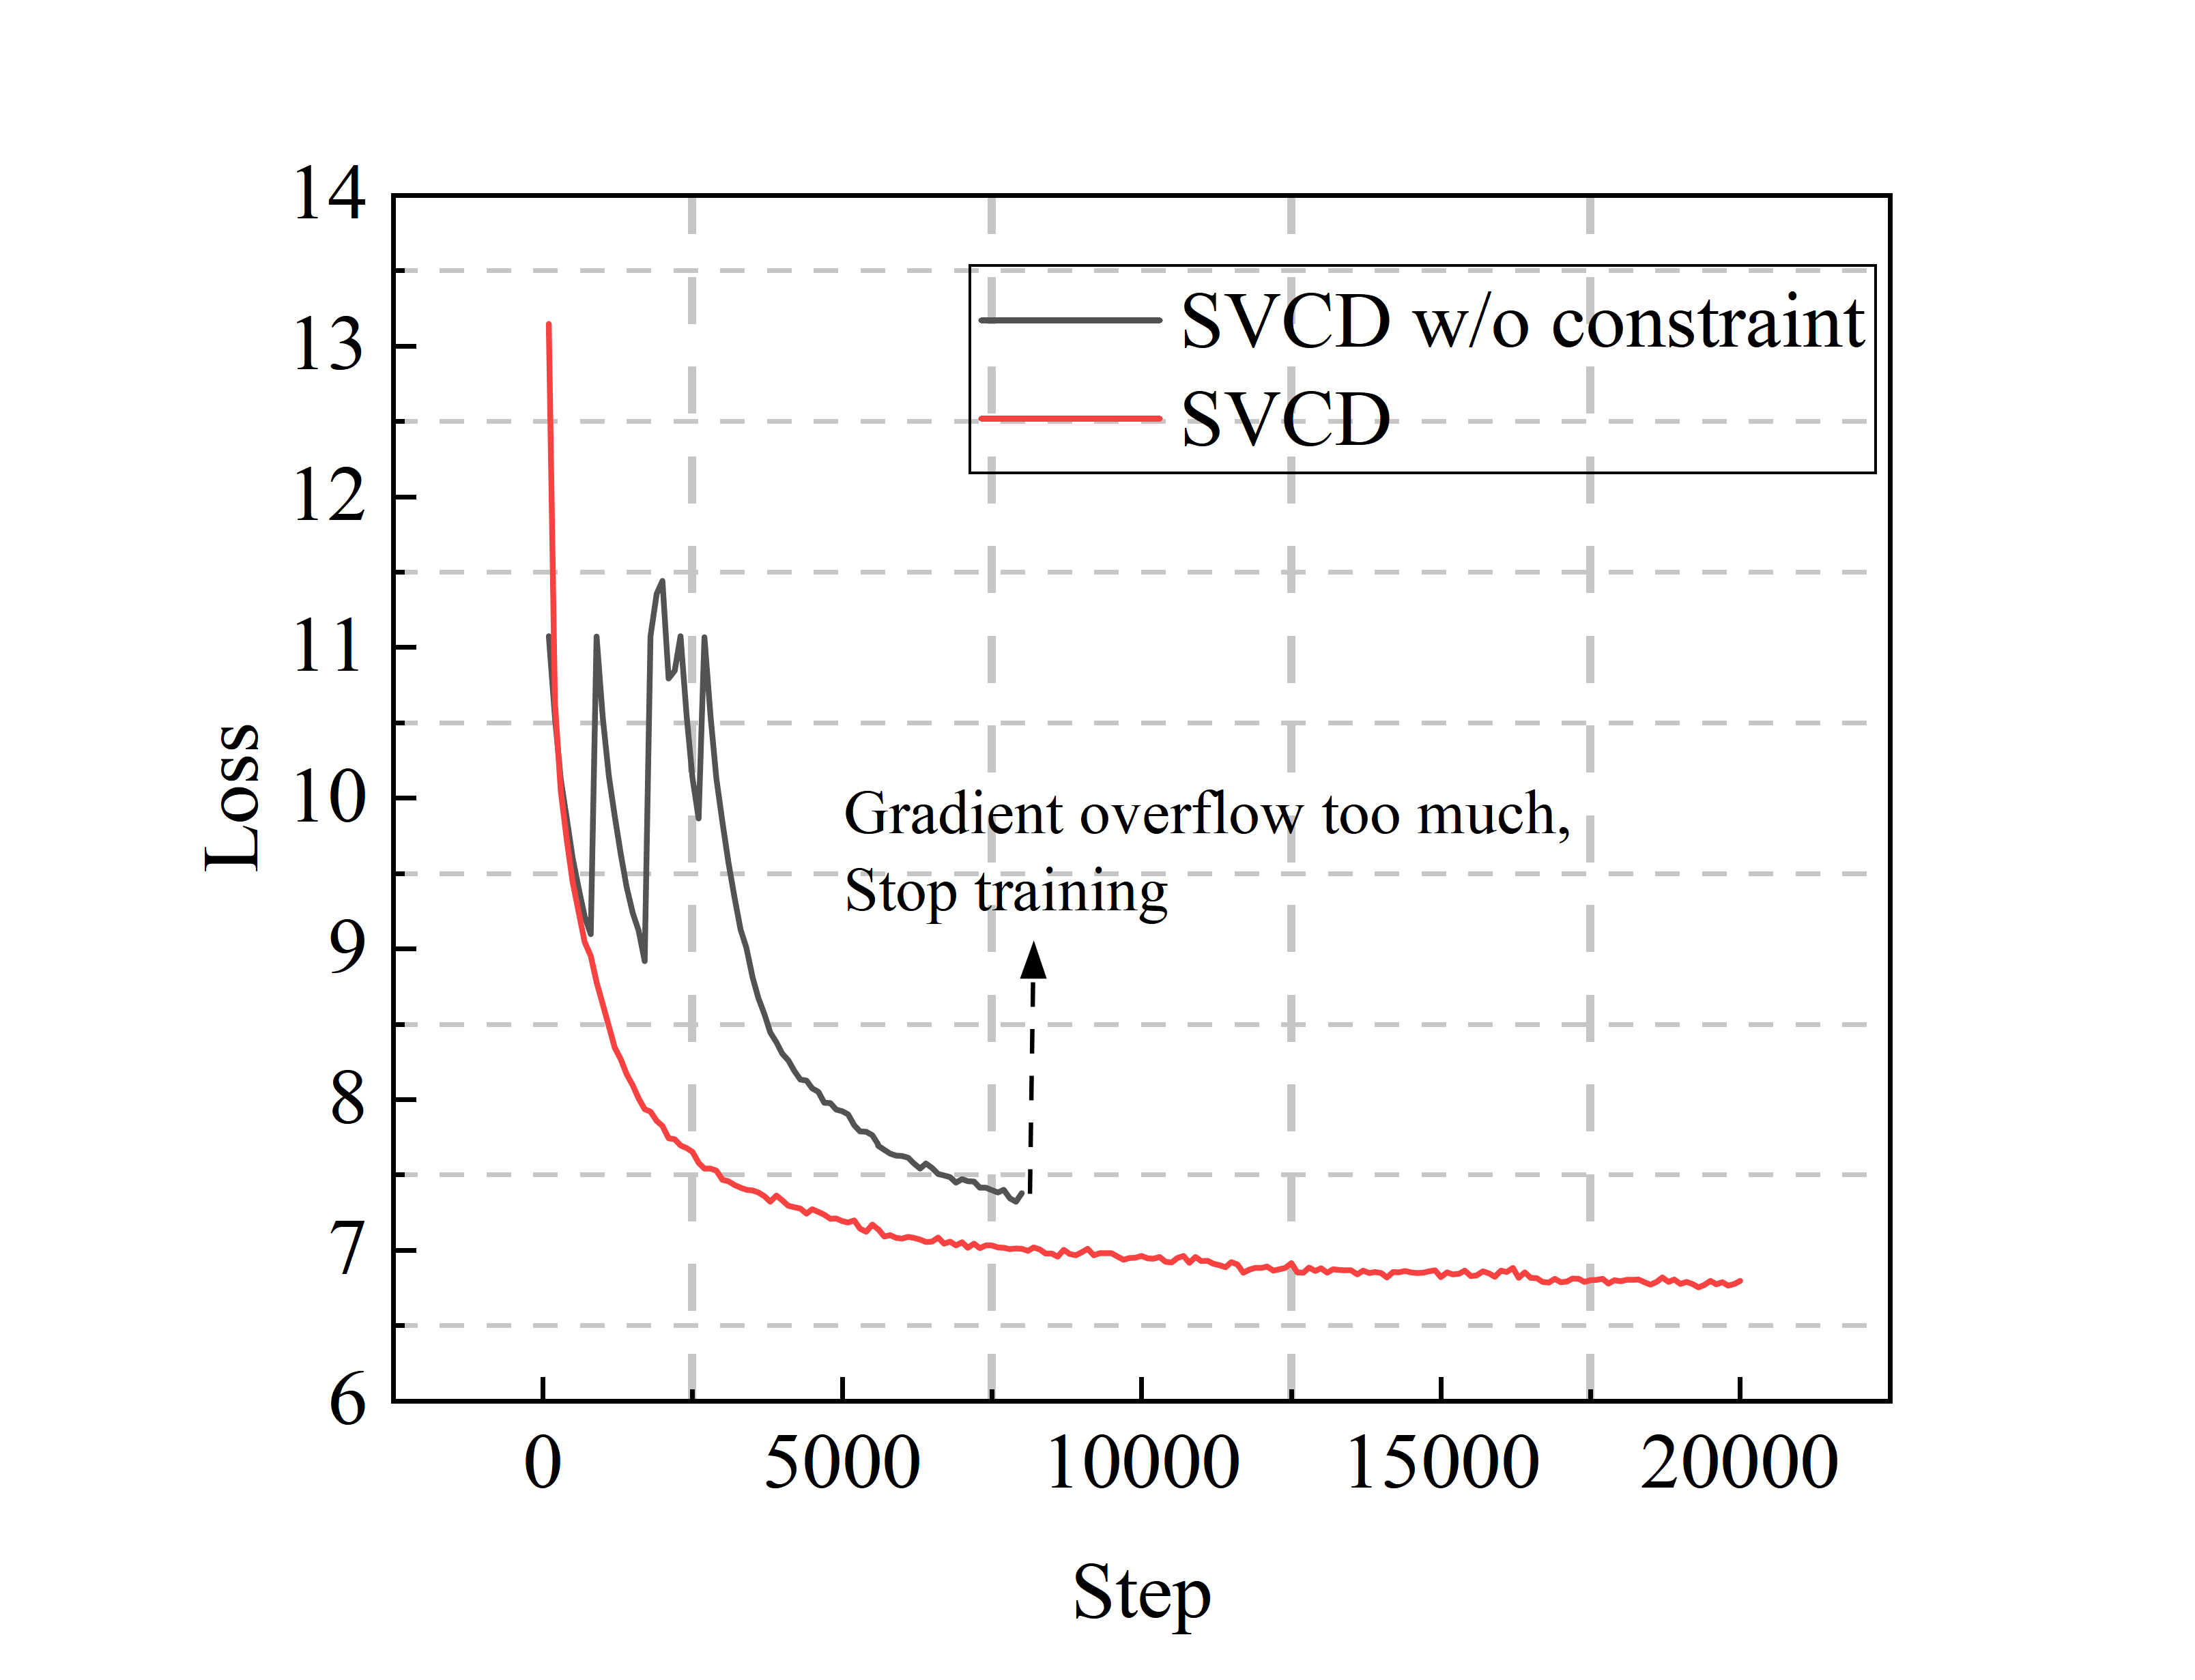 14
13
12
11
10
9
8
7
6
Loss
SVCD w/o constraint
SVCD
Gradient overflow too much,
Stop training
0 5000 10000 15000 20000
Step